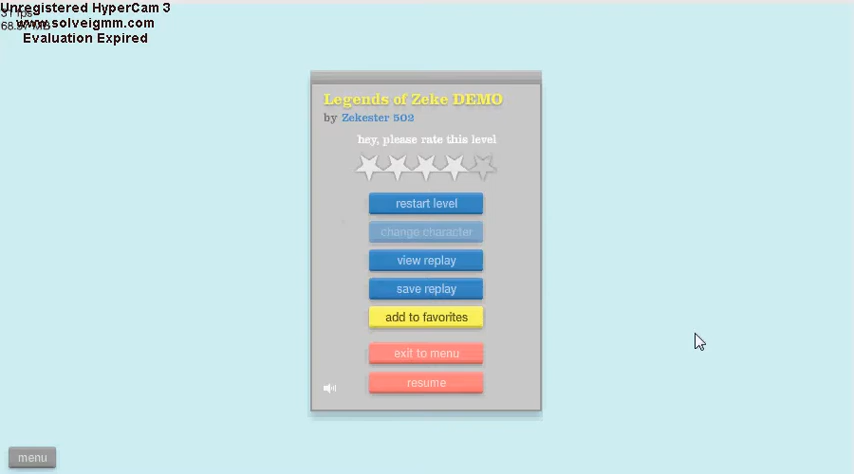 Unregistered HyperCam 3
www.solveigmm.com
Evaluation Expired
Legends of Zeke DEMO
by Zekester 502
hey, please rate this level
restart level
change character
view replay
save replay
add to favorites
exit to menu
resume
menu